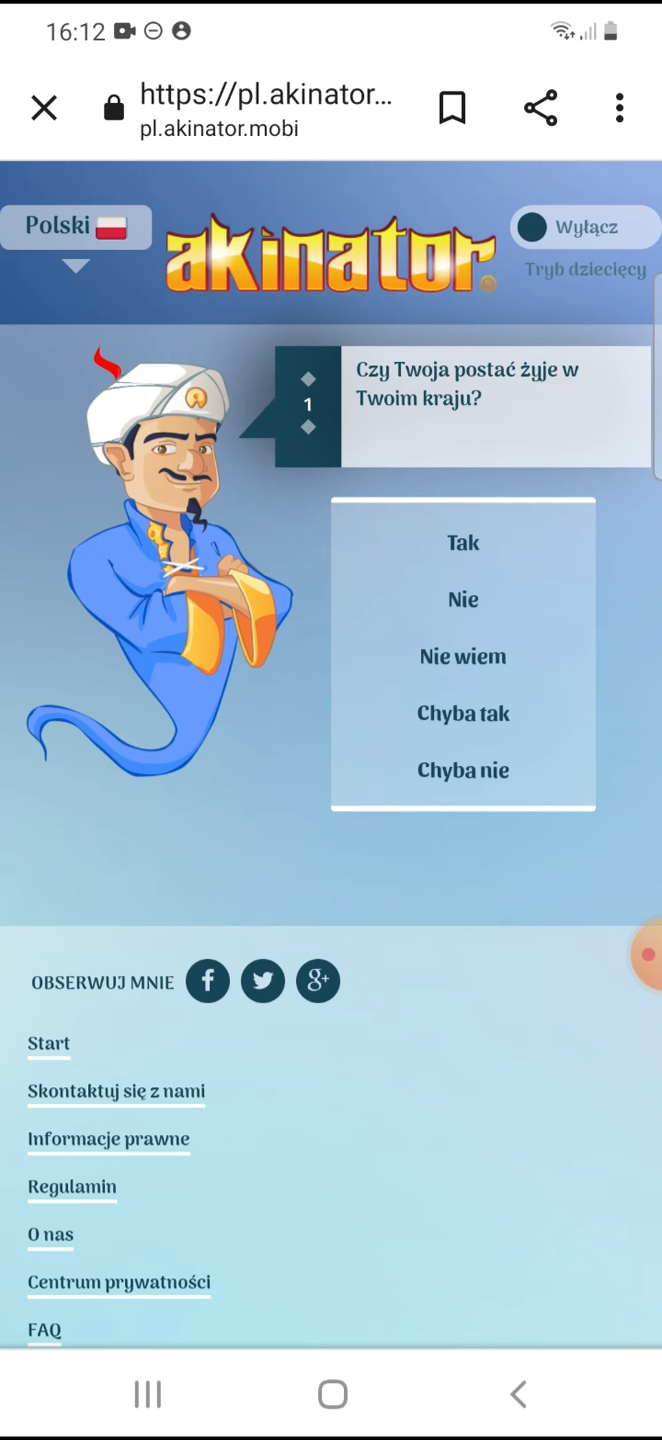 16:12
https://pl.akinator...
pl.akinator.mobi
Polski
akinator®
Wyłącz
Tryb dziecięcy
1
Czy Twoja postać żyje w
Twoim kraju?
Tak
Nie
Nie wiem
Chyba tak
Chyba nie
OBSERWUJ MNIE
Start
Skontaktuj się z nami
Informacje prawne
Regulamin
O nas
Centrum prywatności
FAQ